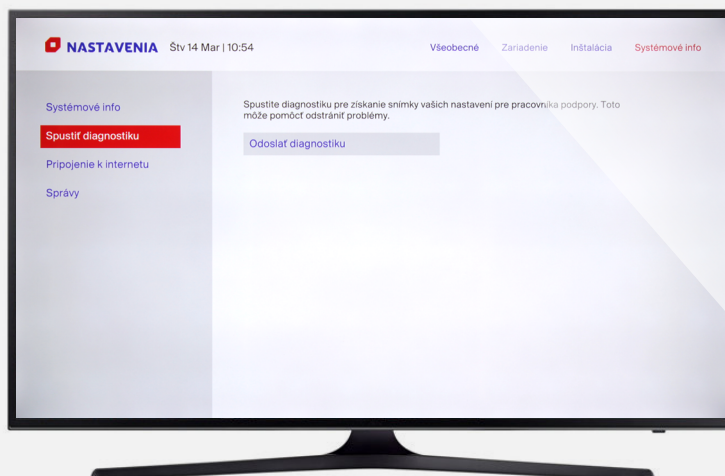 NASTAVENIA Štv 14 Mar | 10:54
Všeobecné Zariadenie Inštalácia Systémové info
Systémové info
Spustiť diagnostiku
Pripojenie k internetu
Správy
Spustite diagnostiku pre získanie snímky vašich nastavení pre pracovníka podpory. Toto
môže pomôcť odstrániť problémy.
Odoslať diagnostiku